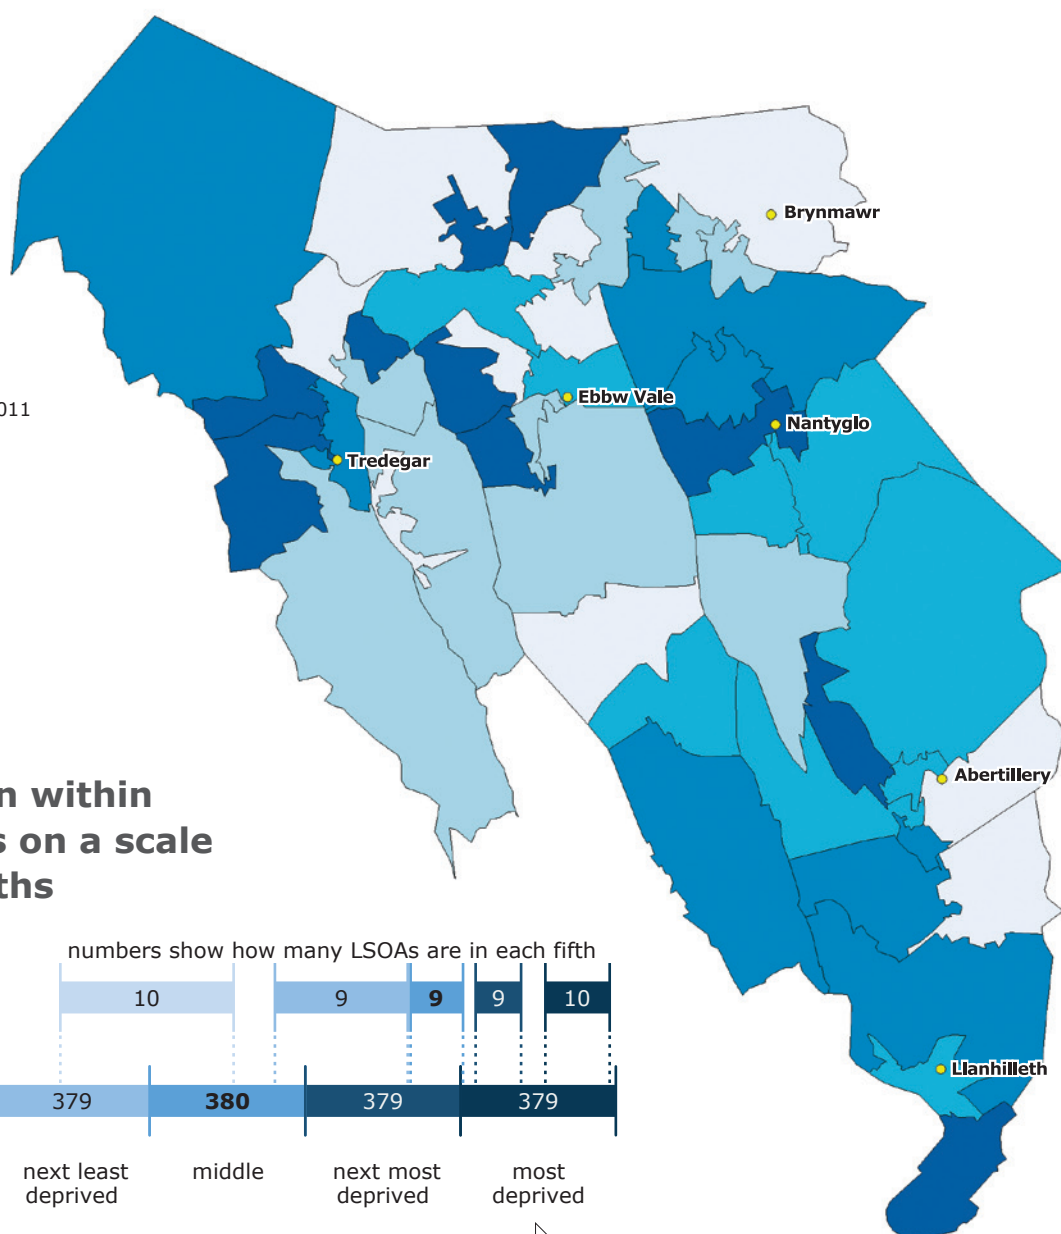 Brynmawr
Ebbw Vale
011
Nantyglo
Tredegar
Abertillery
n within
s on a scale
ths
numbers show how many LSOAs are in each fifth
10 9 9 9 10
Llanhilleth
379 380 379 379
next least deprived
middle
next most deprived
most deprived